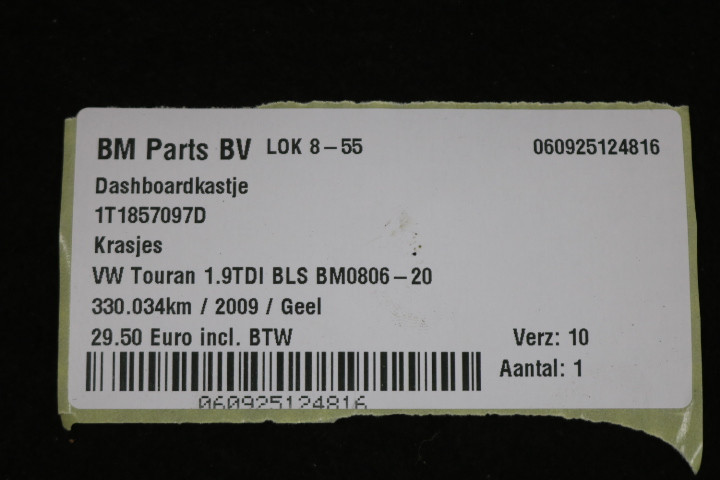 BM Parts BV LOK 8-55 060925124816
Dashboardkastje
1T1857097D
Krasjes
VW Touran 1.9TDI BLS BM0806-20
330.034km / 2009 / Geel
29.50 Euro incl. BTW Verz: 10
Aantal: 1
060925124816